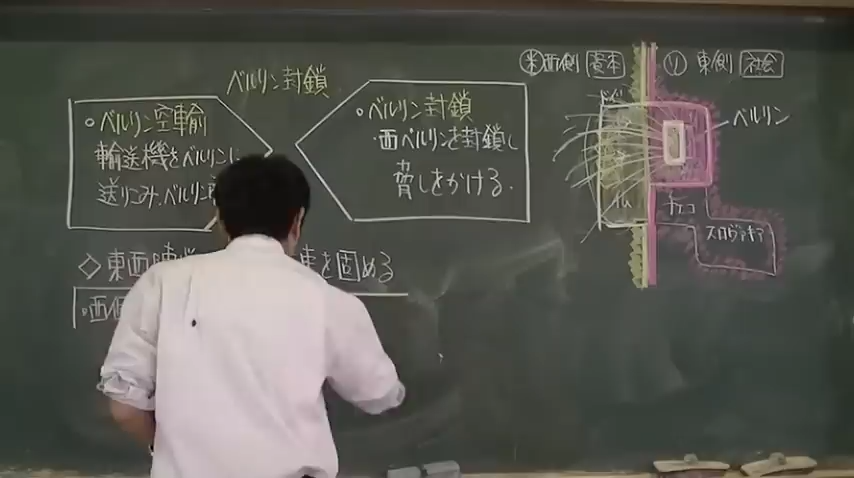 ベルリン封鎖
。ベルリン空輸
輸送機をベルリンに
送りこみ、ベルリン
。ベルリン封鎖
・西ベルリンを封鎖し
脅しをかける。
◇東西 を固める
・西側
米 西側 資本 ソ 東側 社会
ベルリン
チェコ
スロヴァキア